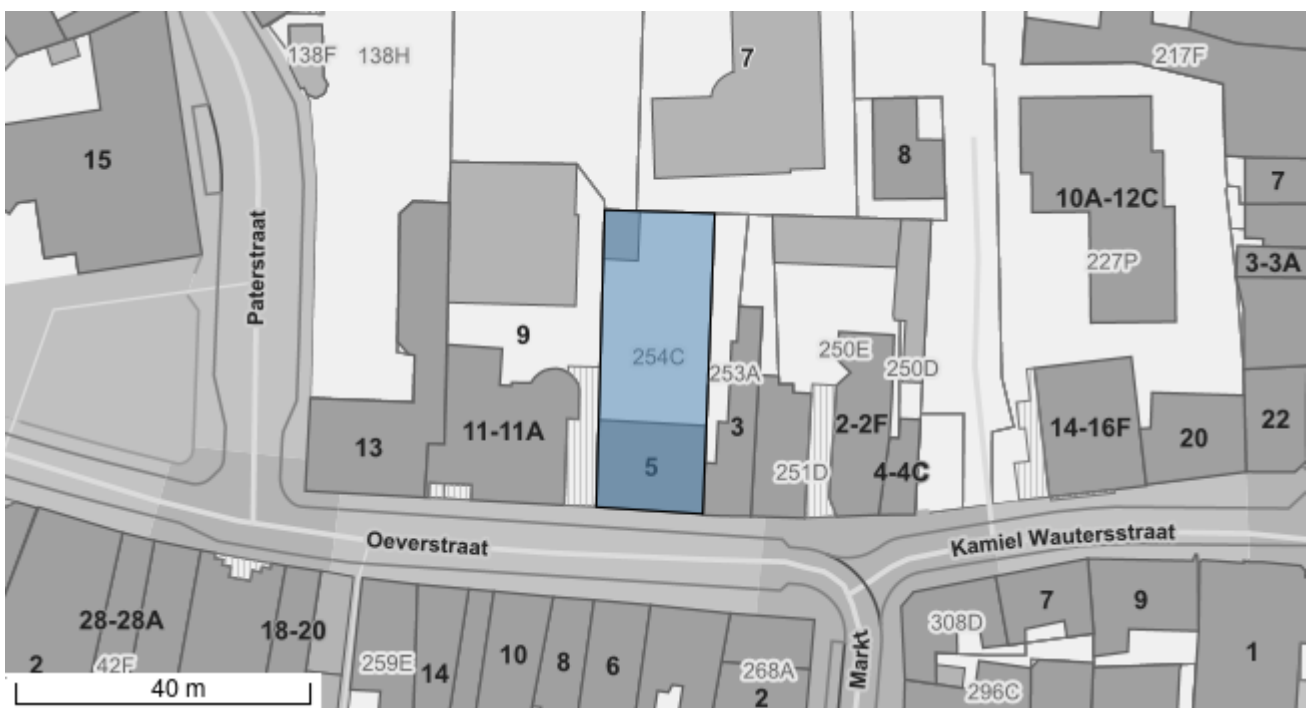 138F
138H
7
217F
15
8
10A-12C
7
Paterstraat
227P
3-3A
9
254C
250E
253A
250D
13
11-11A
3
2-2F
14-16F
20
22
5
251D
4-4C
Oeverstraat
Kamiel Wautersstraat
28-28A
18-20
308D
7
9
2
42F
259E
14
10
8
6
268A
2
Markt
296C
1
40 m